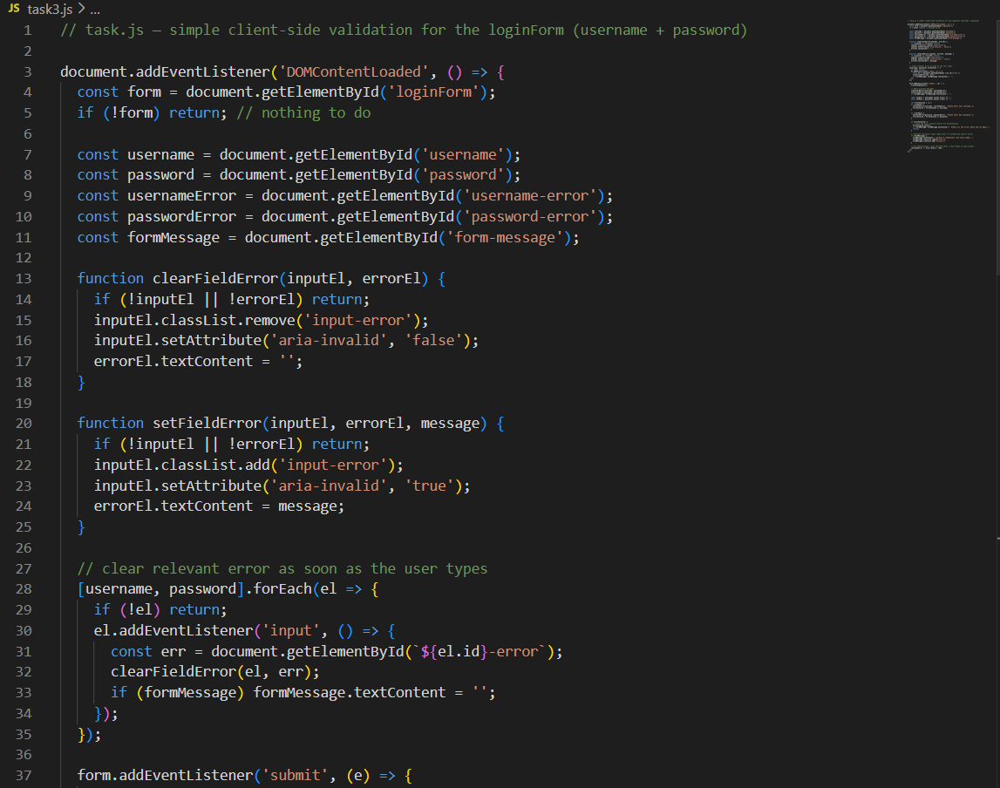 JS task3.js > ...
1 // task.js — simple client-side validation for the loginForm (username + password)
2
3 document.addEventListener('DOMContentLoaded', () => {
4   const form = document.getElementById('loginForm');
5   if (!form) return; // nothing to do
6
7   const username = document.getElementById('username');
8   const password = document.getElementById('password');
9   const usernameError = document.getElementById('username-error');
10   const passwordError = document.getElementById('password-error');
11   const formMessage = document.getElementById('form-message');
12
13   function clearFieldError(inputEl, errorEl) {
14     if (!inputEl || !errorEl) return;
15     inputEl.classList.remove('input-error');
16     inputEl.setAttribute('aria-invalid', 'false');
17     errorEl.textContent = '';
18   }
19
20   function setFieldError(inputEl, errorEl, message) {
21     if (!inputEl || !errorEl) return;
22     inputEl.classList.add('input-error');
23     inputEl.setAttribute('aria-invalid', 'true');
24     errorEl.textContent = message;
25   }
26
27   // clear relevant error as soon as the user types
28   [username, password].forEach(el => {
29     if (!el) return;
30     el.addEventListener('input', () => {
31       const err = document.getElementById(`${el.id}-error`);
32       clearFieldError(el, err);
33       if (formMessage) formMessage.textContent = '';
34     });
35   });
36
37   form.addEventListener('submit', (e) => {